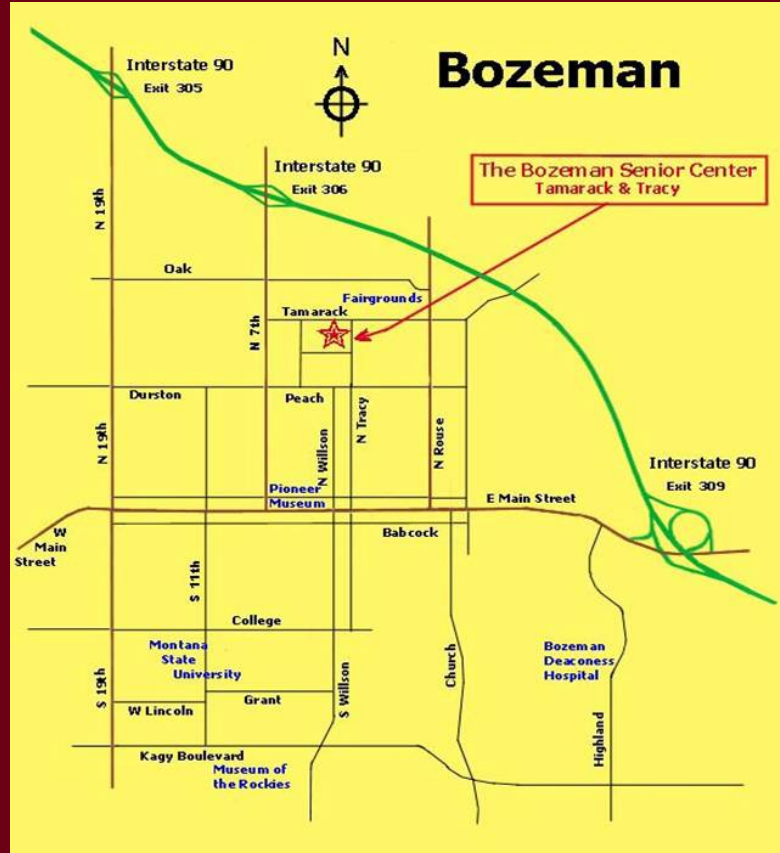 Bozeman
N
Interstate 90
Exit 305
Interstate 90
Exit 306
The Bozeman Senior Center
Tamarack & Tracy
N 19th
Oak
Fairgrounds
Tamarack
N 7th
Durston
Peach
N Tracy
N Willson
N Rouse
N 19th
Interstate 90
Exit 309
Pioneer
Museum
E Main Street
W
Main
Street
Babcock
S 11th
College
Montana
State
University
Bozeman
Deaconess
Hospital
Church
S 19th
S Willson
Grant
W Lincoln
Highland
Kagy Boulevard
Museum of
the Rockies